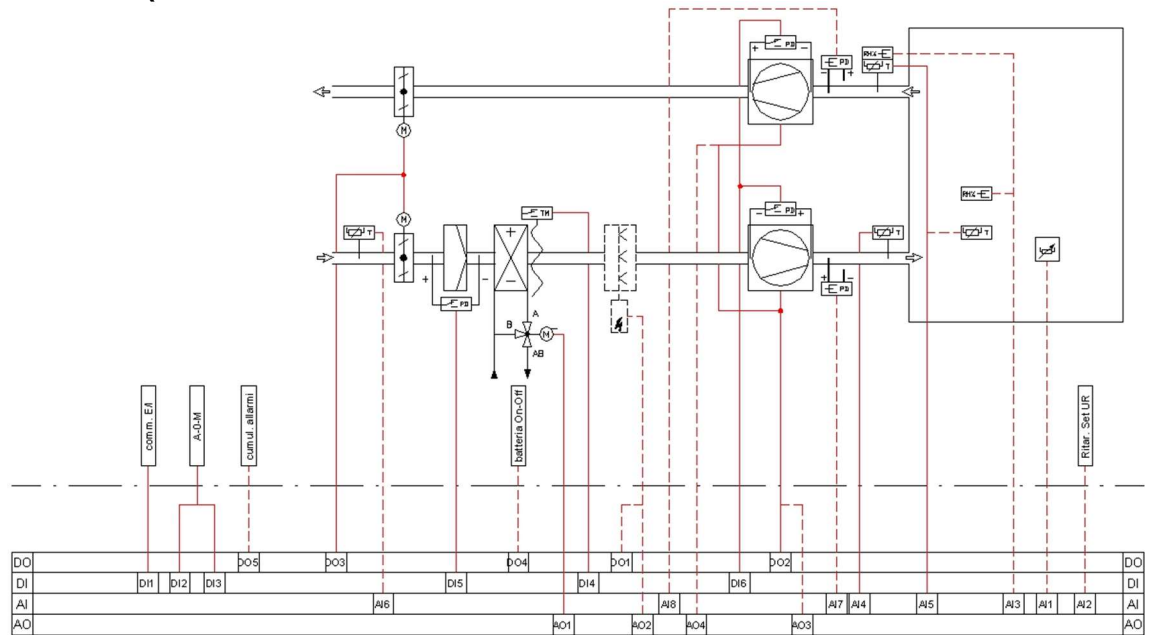 PD
PD
RH%
T
M
RH%
M
PD
T
TM
T
T
PD
PD
A
B
M
AB
comm. E/I
A-0-M
cumul. allarmi
batteria On-Off
Ritar. Set UR
DO DO5 DO3 DO4 DO1 DO2 DO
DI DI1 DI2 DI3 DI5 DI4 DI6 DI
AI AI6 AI8 AI7 AI4 AI5 AI3 AI1 AI2 AI
AO AO1 AO2 AO4 AO3 AO